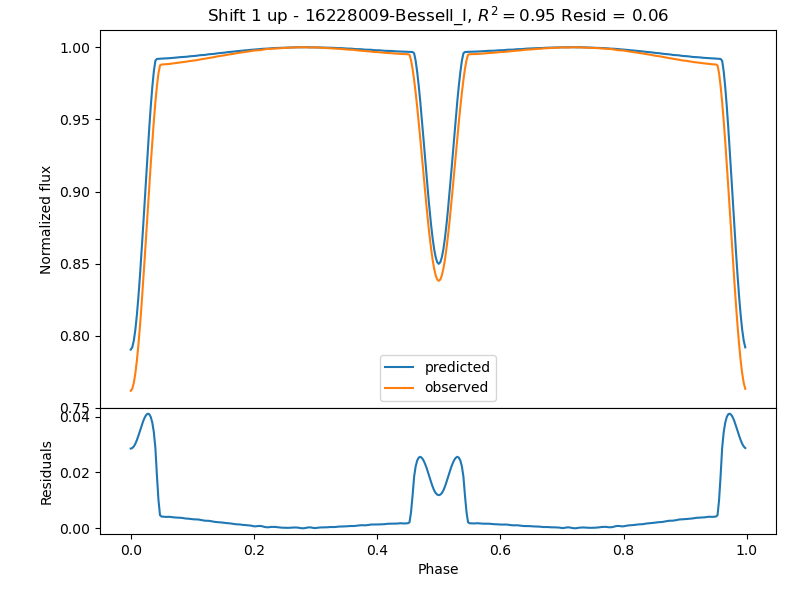 Shift 1 up - 16228009-Bessell_I, R² = 0.95 Resid = 0.06
Normalized flux
1.00
0.95
0.90
0.85
0.80
0.75
predicted
observed
Residuals
0.04
0.02
0.00
0.0 0.2 0.4 0.6 0.8 1.0
Phase